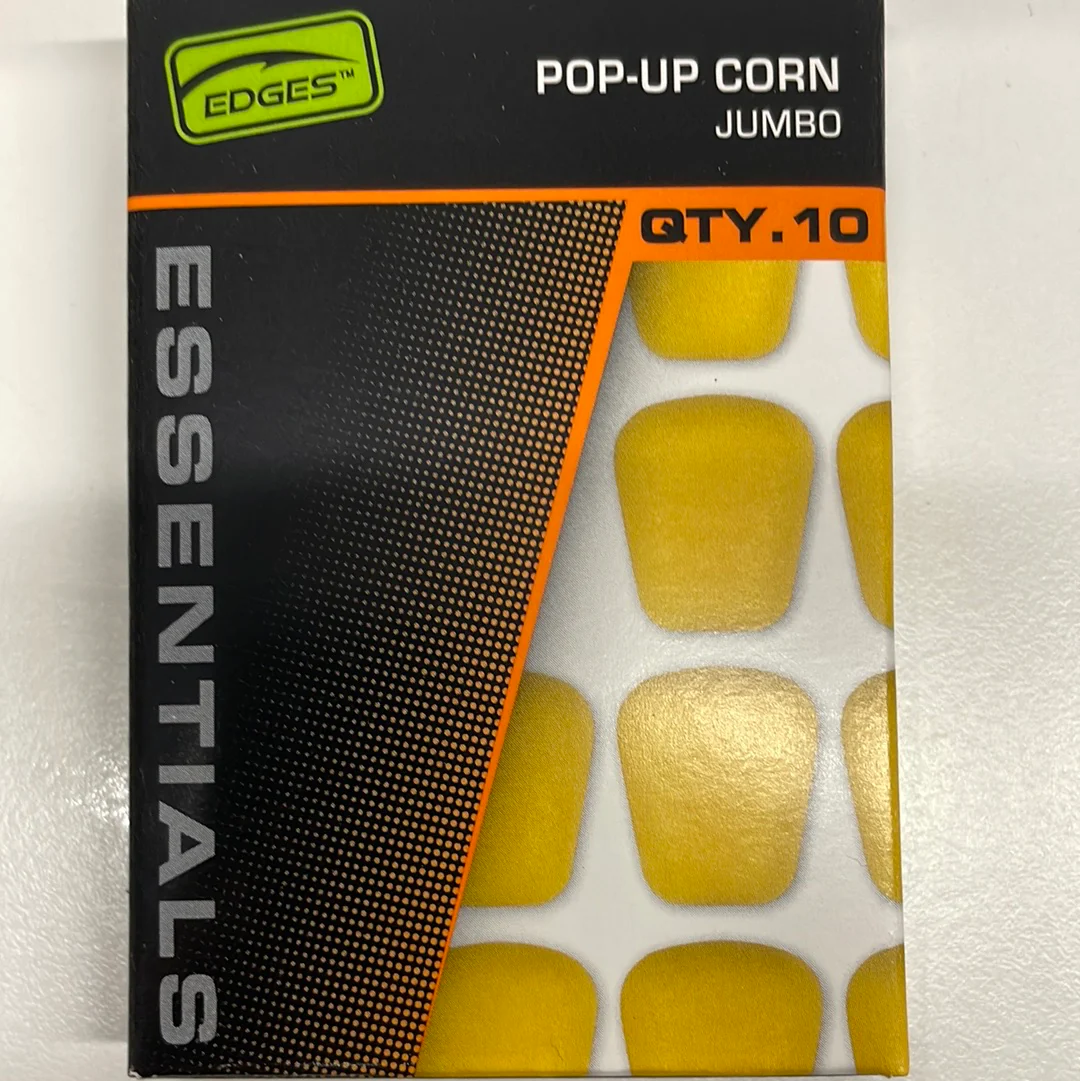 EDGES™
POP-UP CORN
JUMBO
QTY.10
ESSENTIALS